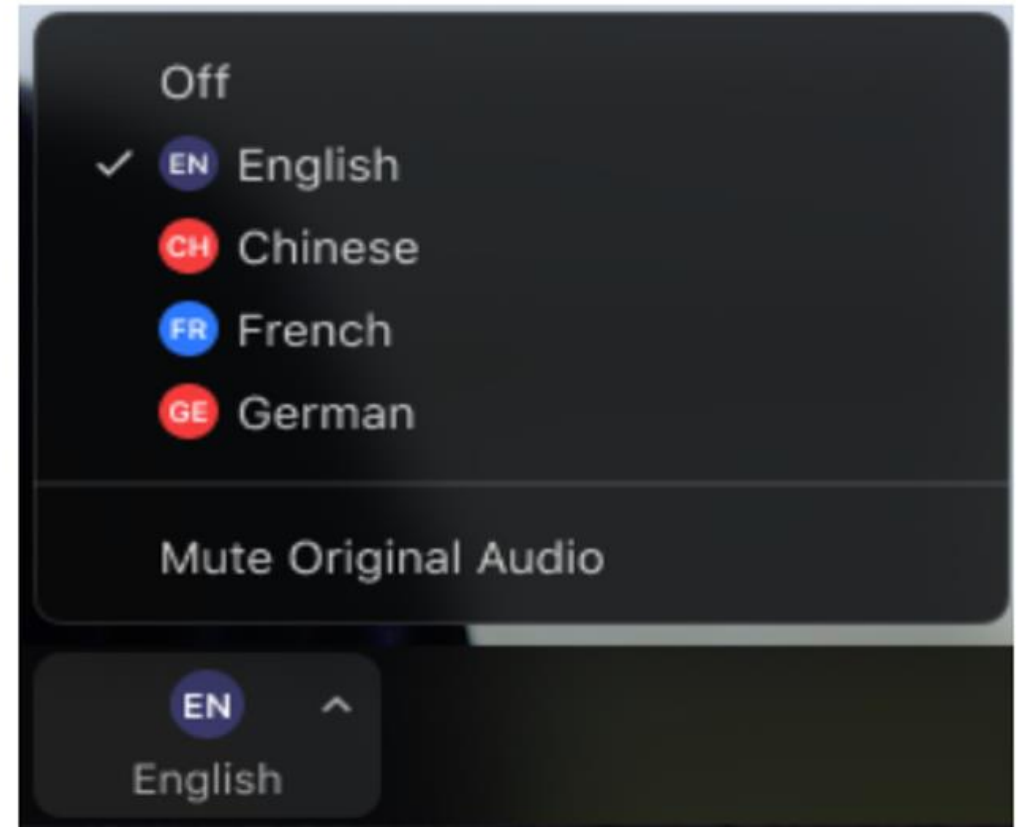 Off
EN English
CH Chinese
FR French
GE German
Mute Original Audio
EN
English